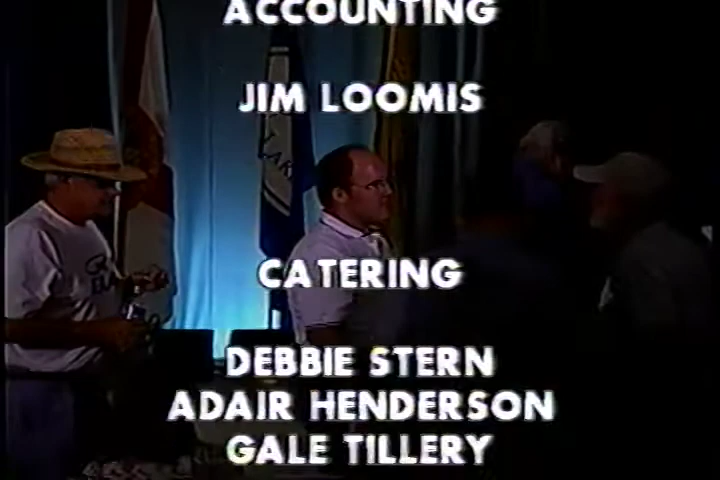 ACCOUNTING
JIM LOOMIS
CATERING
DEBBIE STERN
ADAIR HENDERSON
GALE TILLERY